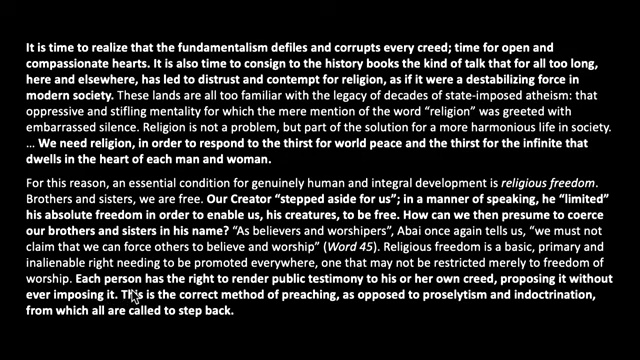 It is time to realize that the fundamentalism defiles and corrupts every creed; time for open and
compassionate hearts. It is also time to consign to the history books the kind of talk that for all too long,
here and elsewhere, has led to distrust and contempt for religion, as if it were a destabilizing force in
modern society. These lands are all too familiar with the legacy of decades of state-imposed atheism: that
oppressive and stifling mentality for which the mere mention of the word “religion” was greeted with
embarrassed silence. Religion is not a problem, but part of the solution for a more harmonious life in society.
… We need religion, in order to respond to the thirst for world peace and the thirst for the infinite that
dwells in the heart of each man and woman.
For this reason, an essential condition for genuinely human and integral development is religious freedom.
Brothers and sisters, we are free. Our Creator “stepped aside for us”; in a manner of speaking, he “limited”
his absolute freedom in order to enable us, his creatures, to be free. How can we then presume to coerce
our brothers and sisters in his name? “As believers and worshipers”, Abai once again tells us, “we must not
claim that we can force others to believe and worship” (Word 45). Religious freedom is a basic, primary and
inalienable right needing to be promoted everywhere, one that may not be restricted merely to freedom of
worship. Each person has the right to render public testimony to his or her own creed, proposing it without
ever imposing it. This is the correct method of preaching, as opposed to proselytism and indoctrination,
from which all are called to step back.